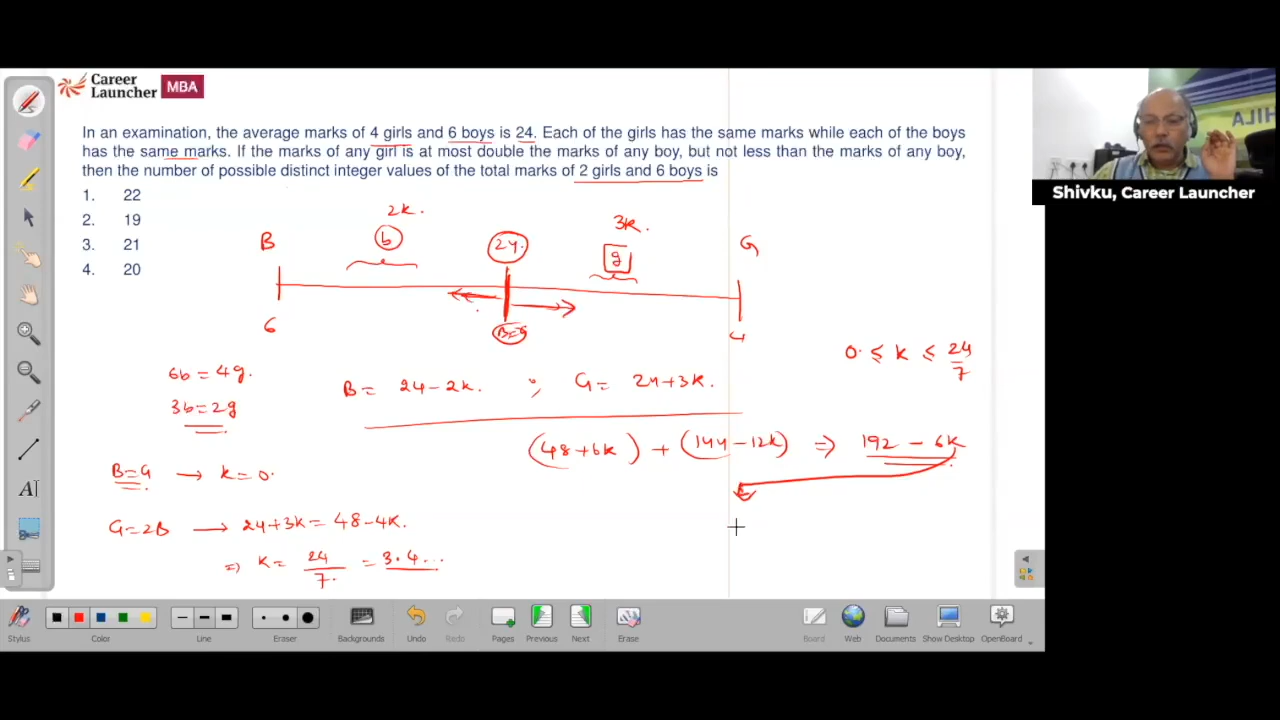 Career
Launcher MBA
In an examination, the average marks of 4 girls and 6 boys is 24. Each of the girls has the same marks while each of the boys
has the same marks. If the marks of any girl is at most double the marks of any boy, but not less than the marks of any boy,
then the number of possible distinct integer values of the total marks of 2 girls and 6 boys is
1. 22
2. 19
3. 21
4. 20
Shivku, Career Launcher
2k.
3k.
B b 24. g G
6 B=G 4
0 ≤ k ≤ 24/7
6b = 4g.
3b = 2g
B = 24-2k. ; G = 24+3k.
(48+6k) + (144-12k) ⇒ 192 - 6k
B=G → k=0.
G=2B → 24+3k = 48-4k.
⇒ k = 24/7. = 3.4...
Stylus Color Line Eraser Backgrounds Undo Redo Pages Previous Next Erase Board Web Documents Show Desktop OpenBoard